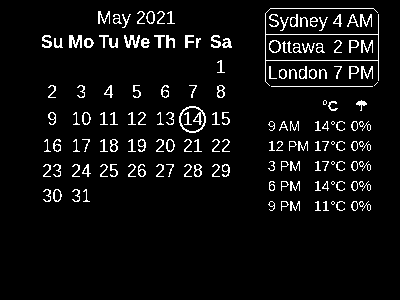 May 2021
Su Mo Tu We Th Fr Sa
1
2 3 4 5 6 7 8
9 10 11 12 13 14 15
16 17 18 19 20 21 22
23 24 25 26 27 28 29
30 31
Sydney 4 AM
Ottawa 2 PM
London 7 PM
°C ☂
9 AM 14°C 0%
12 PM 17°C 0%
3 PM 17°C 0%
6 PM 14°C 0%
9 PM 11°C 0%